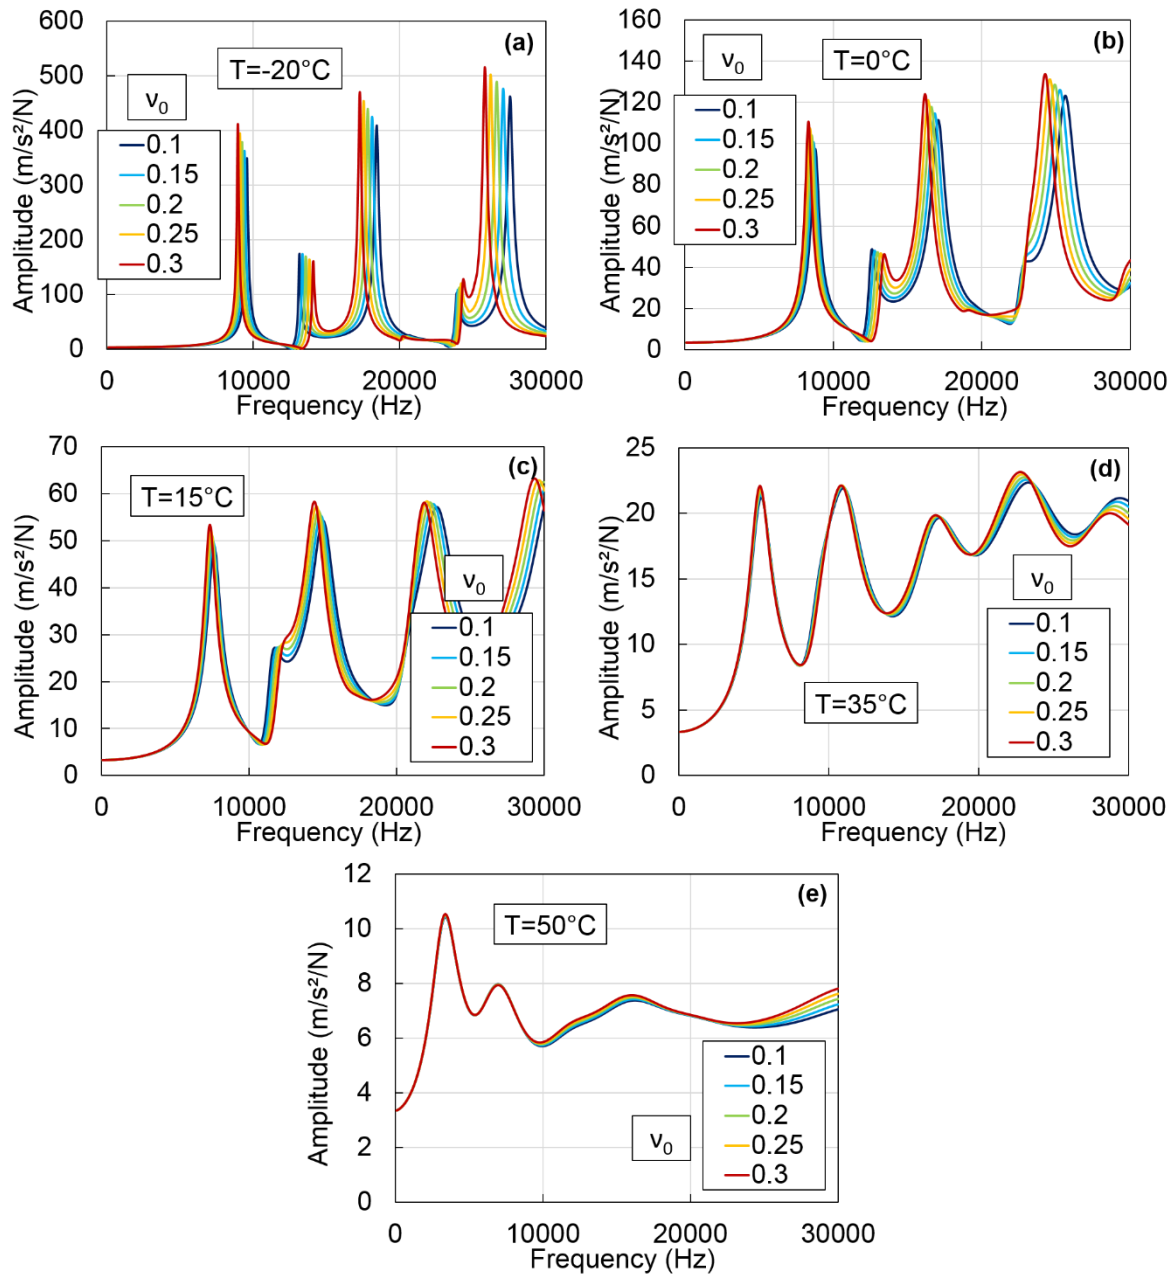 (a)
T=-20°C
Amplitude (m/s²/N)
600
500
400
300
200
100
0
ν₀
0.1
0.15
0.2
0.25
0.3
0 10000 20000 30000
Frequency (Hz)
(b)
T=0°C
Amplitude (m/s²/N)
160
140
120
100
80
60
40
20
0
ν₀
0.1
0.15
0.2
0.25
0.3
0 10000 20000 30000
Frequency (Hz)
(c)
T=15°C
Amplitude (m/s²/N)
70
60
50
40
30
20
10
0
ν₀
0.1
0.15
0.2
0.25
0.3
0 10000 20000 30000
Frequency (Hz)
(d)
T=35°C
Amplitude (m/s²/N)
25
20
15
10
5
0
ν₀
0.1
0.15
0.2
0.25
0.3
0 10000 20000 30000
Frequency (Hz)
(e)
T=50°C
Amplitude (m/s²/N)
12
10
8
6
4
2
0
ν₀
0.1
0.15
0.2
0.25
0.3
0 10000 20000 30000
Frequency (Hz)